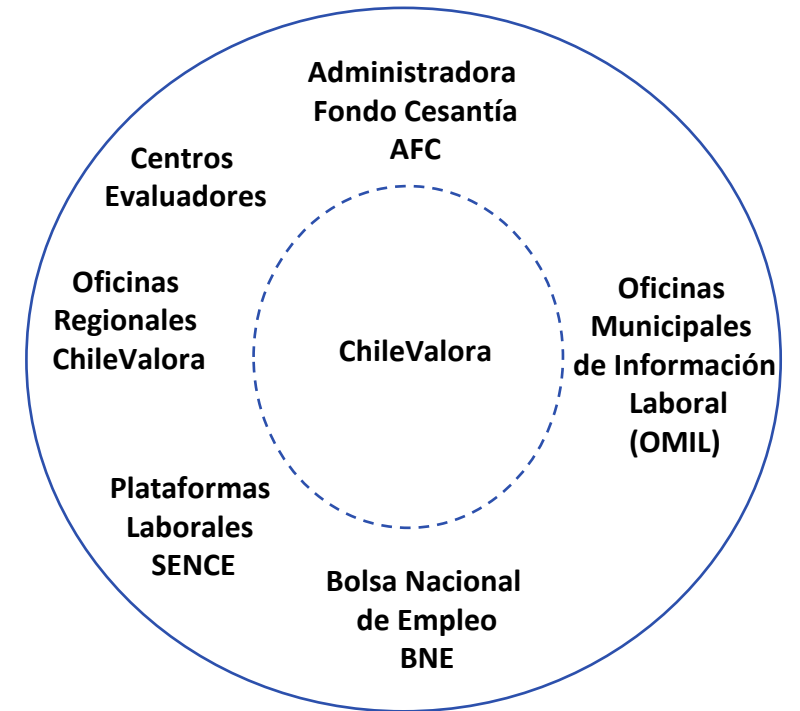 Administradora
Fondo Cesantía
AFC
Centros
Evaluadores
Oficinas
Regionales
ChileValora
ChileValora
Oficinas
Municipales
de Información
Laboral
(OMIL)
Plataformas
Laborales
SENCE
Bolsa Nacional
de Empleo
BNE